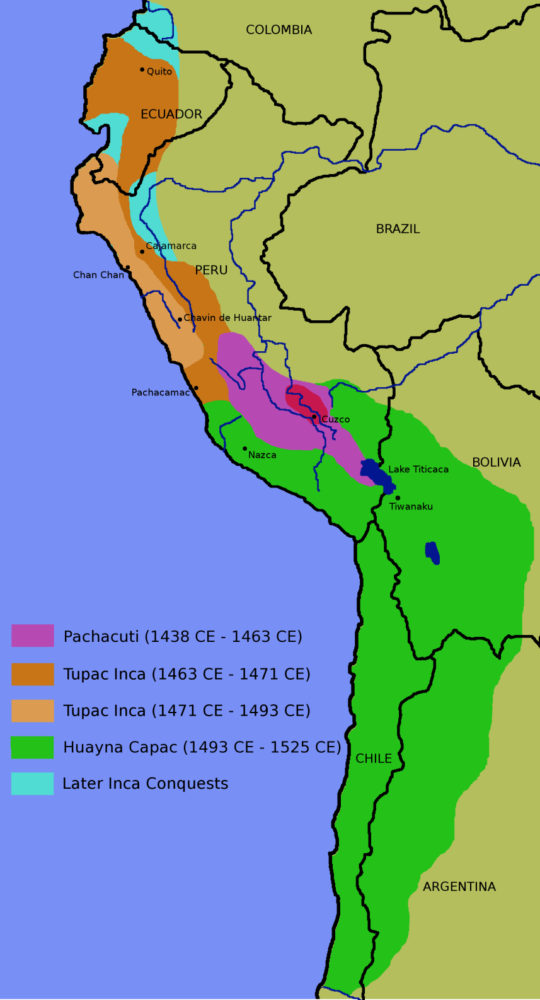 COLOMBIA
Quito
ECUADOR
BRAZIL
Cajamarca
PERU
Chan Chan
Chavin de Huantar
Pachacamac
Cuzco
Nazca
BOLIVIA
Lake Titicaca
Tiwanaku
Pachacuti (1438 CE - 1463 CE)
Tupac Inca (1463 CE - 1471 CE)
Tupac Inca (1471 CE - 1493 CE)
Huayna Capac (1493 CE - 1525 CE)
CHILE
Later Inca Conquests
ARGENTINA